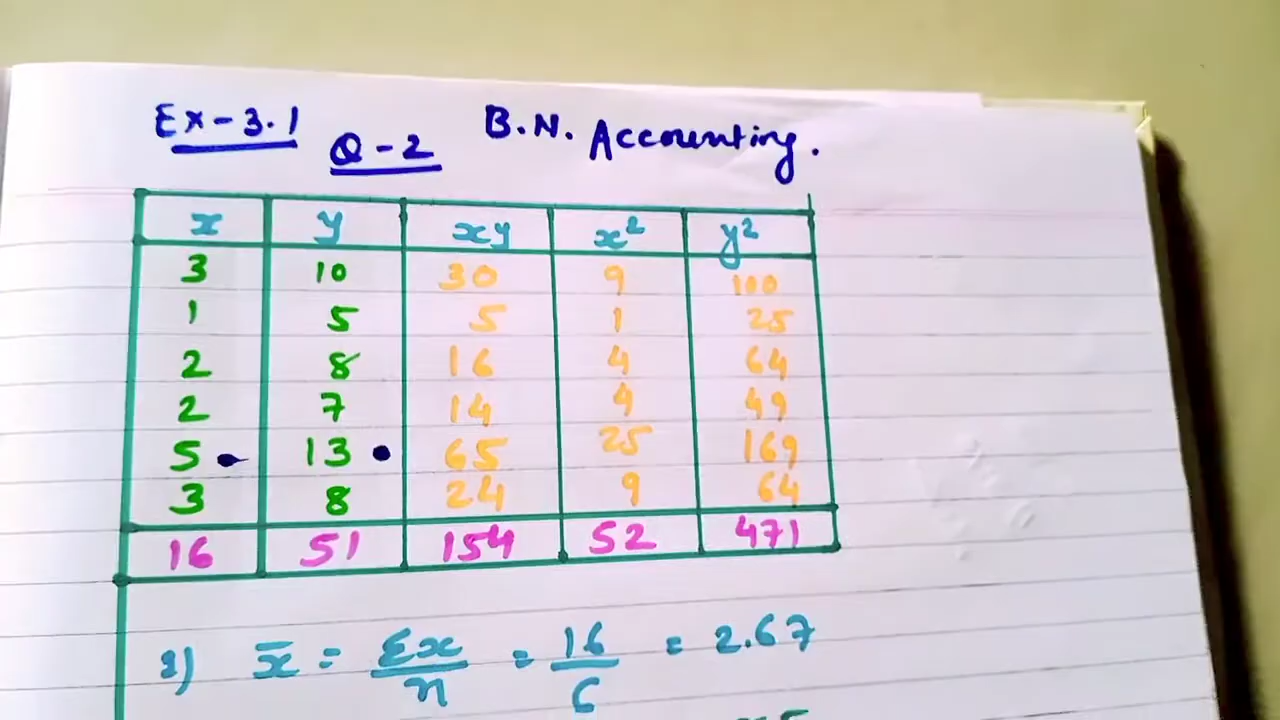 Ex-3.1 Q-2 B.N. Accounting.
x y xy x² y²
3 10 30 9 100
1 5 5 1 25
2 8 16 4 64
2 7 14 4 49
5 13 65 25 169
3 8 24 9 64
16 51 154 52 471
x̄ = Σx/n = 16/6 = 2.67